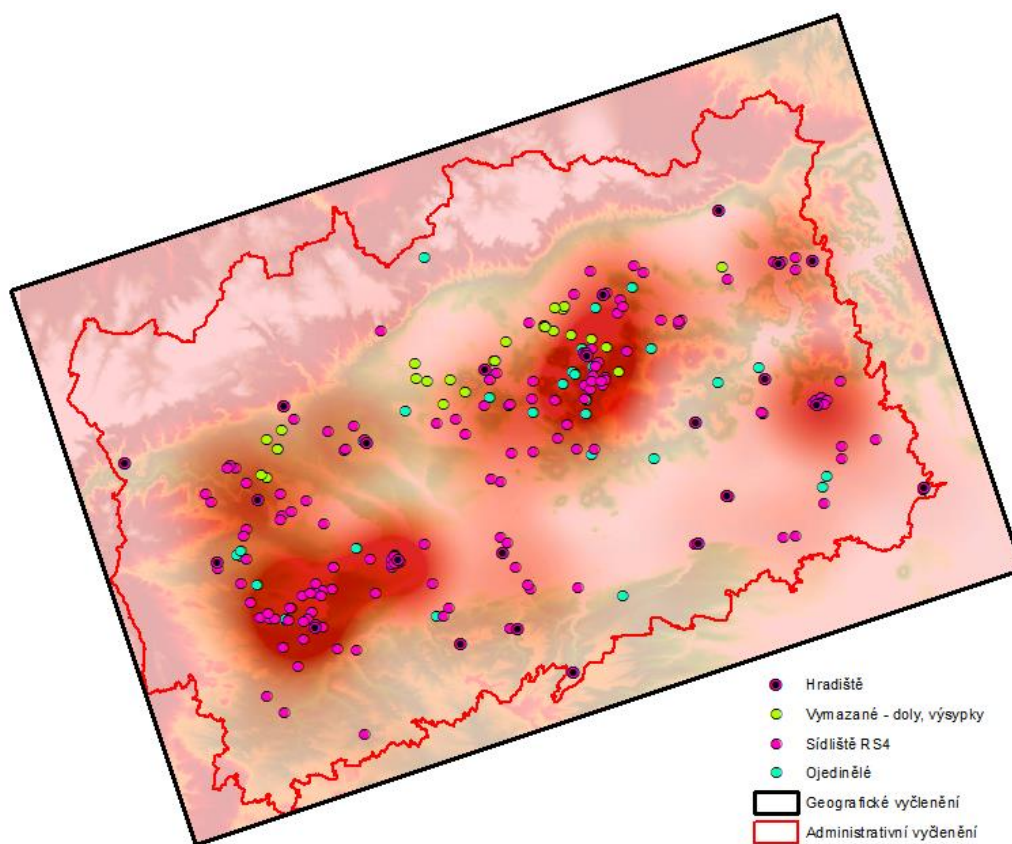 Hradiště
Vymazané - doly, výsypky
Sídliště RS4
Ojedinělé
Geografické vyčlenění
Administrativní vyčlenění